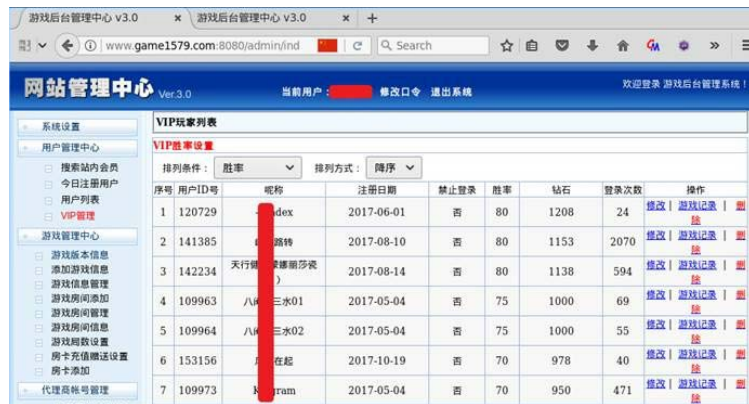 游戏后台管理中心 v3.0 × 游戏后台管理中心 v3.0 × +
www.game1579.com:8080/admin/ind Search
网站管理中心 Ver.3.0 当前用户: 修改口令 退出系统 欢迎登录 游戏后台管理系统!
系统设置
用户管理中心
搜索站内会员
今日注册用户
用户列表
VIP管理
游戏管理中心
游戏版本信息
添加游戏信息
游戏信息管理
游戏房间添加
游戏房间管理
游戏房间信息
游戏局数设置
房卡充值赠送设置
房卡添加
代理商帐号管理
VIP玩家列表
VIP胜率设置
排列条件: 胜率 排列方式: 降序
序号 用户ID号 昵称 注册日期 禁止登录 胜率 钻石 登录次数 操作
1 120729 dex 2017-06-01 否 80 1208 24 修改 | 游戏记录 | 删除
2 141385 路转 2017-08-10 否 80 1153 2070 修改 | 游戏记录 | 删除
3 142234 天行 娜丽莎瓷) 2017-08-14 否 80 1138 594 修改 | 游戏记录 | 删除
4 109963 八 三水01 2017-05-04 否 75 1000 69 修改 | 游戏记录 | 删除
5 109964 八 三水02 2017-05-04 否 75 1000 55 修改 | 游戏记录 | 删除
6 153156 在起 2017-10-19 否 70 978 40 修改 | 游戏记录 | 删除
7 109973 K gram 2017-05-04 否 70 950 471 修改 | 游戏记录 | 删除